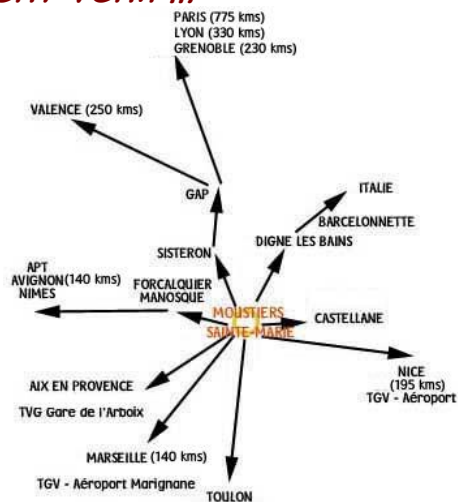 PARIS (775 kms)
LYON (330 kms)
GRENOBLE (230 kms)
VALENCE (250 kms)
GAP
ITALIE
BARCELONNETTE
DIGNE LES BAINS
SISTERON
APT
AVIGNON (140 kms)
NIMES
FORCALQUIER
MANOSQUE
MOUSTIERS
SAINTE-MARIE
CASTELLANE
NICE
(195 kms)
TGV - Aéroport
AIX EN PROVENCE
TVG Gare de l'Arboix
MARSEILLE (140 kms)
TGV - Aéroport Marignane
TOULON